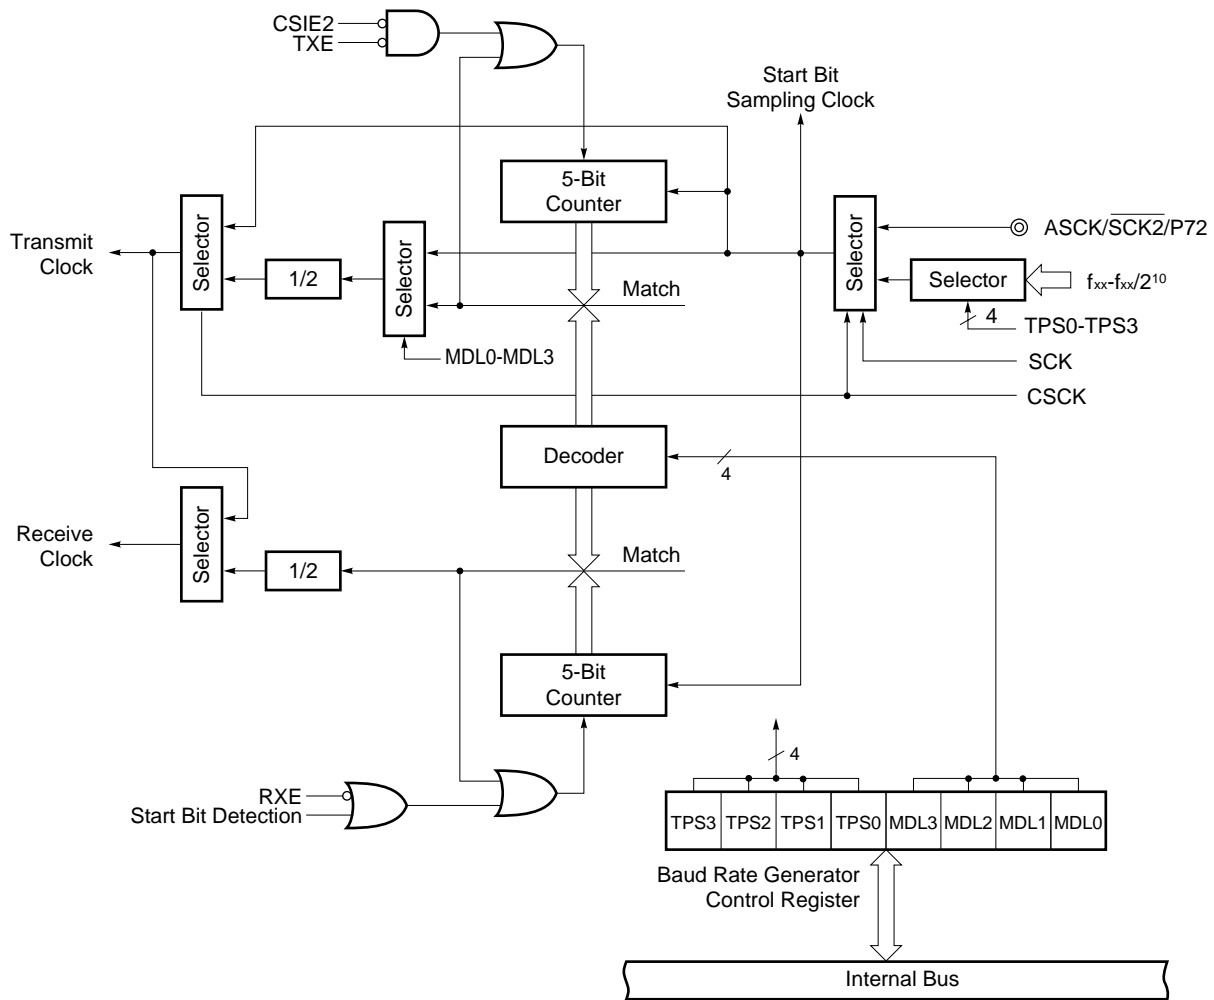 CSIE2
TXE
Start Bit
Sampling Clock
5-Bit
Counter
Selector
Selector
Selector
ASCK/SCK2/P72
Transmit
Clock
1/2
Selector
fxx-fxx/2¹⁰
Match
4
TPS0-TPS3
MDL0-MDL3
SCK
CSCK
Decoder
4
Selector
Receive
Clock
1/2
Match
5-Bit
Counter
4
RXE
Start Bit Detection
TPS3 TPS2 TPS1 TPS0 MDL3 MDL2 MDL1 MDL0
Baud Rate Generator
Control Register
Internal Bus